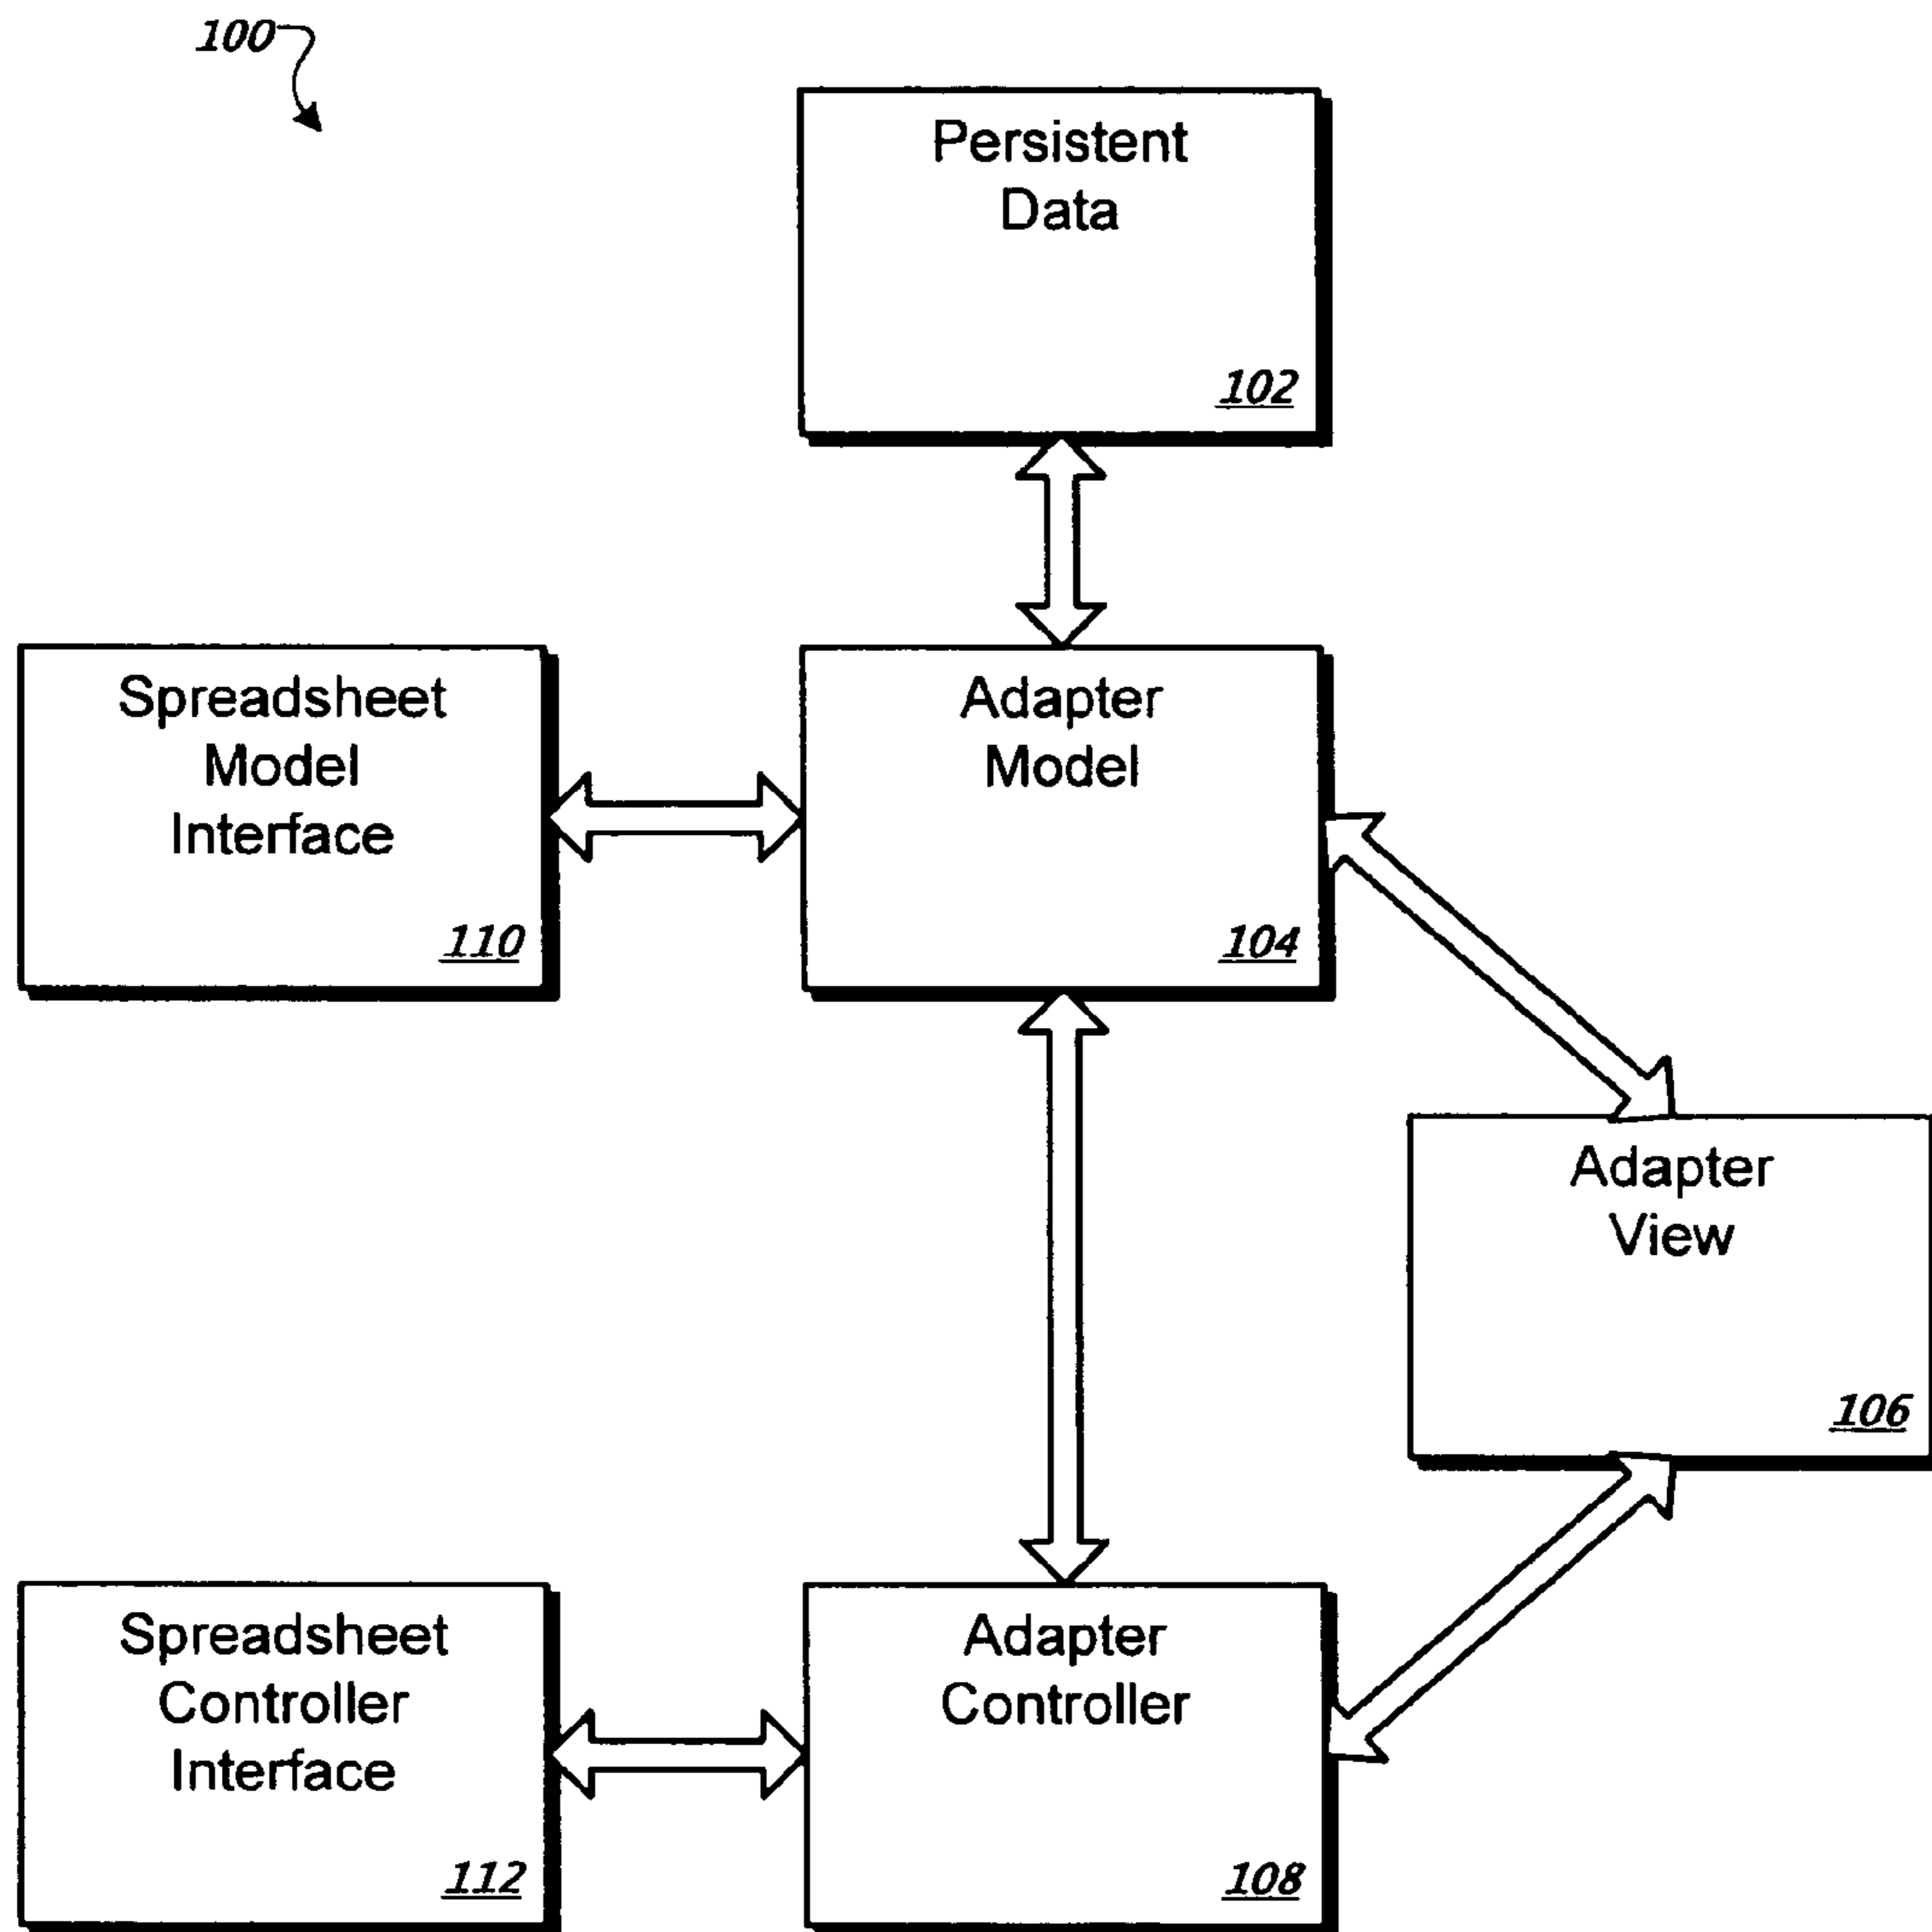 100
Persistent
Data
102
Spreadsheet
Model
Interface
110
Adapter
Model
104
Adapter
View
106
Spreadsheet
Controller
Interface
112
Adapter
Controller
108